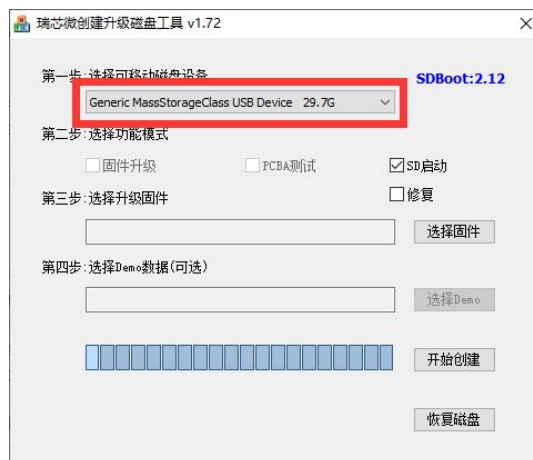 瑞芯微创建升级磁盘工具 v1.72
第一步:选择可移动磁盘设备
SDBoot:2.12
Generic MassStorageClass USB Device 29.7G
第二步:选择功能模式
固件升级 PCBA测试 SD启动
第三步:选择升级固件 修复
选择固件
第四步:选择Demo数据(可选)
选择Demo
开始创建
恢复磁盘